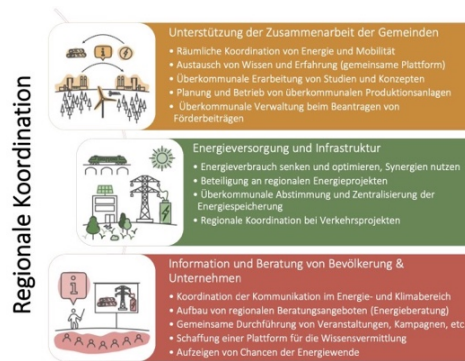 Regionale Koordination
Unterstützung der Zusammenarbeit der Gemeinden
• Räumliche Koordination von Energie und Mobilität
• Austausch von Wissen und Erfahrung (gemeinsame Plattform)
• Überkommunale Erarbeitung von Studien und Konzepten
• Planung und Betrieb von überkommunalen Produktionsanlagen
• Überkommunale Verwaltung beim Beantragen von
Förderbeiträgen
Energieversorgung und Infrastruktur
• Energieverbrauch senken und optimieren, Synergien nutzen
• Beteiligung an regionalen Energieprojekten
• Überkommunale Abstimmung und Zentralisierung der
Energiespeicherung
• Regionale Koordination bei Verkehrsprojekten
Information und Beratung von Bevölkerung &
Unternehmen
• Koordination der Kommunikation im Energie- und Klimabereich
• Aufbau von regionalen Beratungsangeboten (Energieberatung)
• Gemeinsame Durchführung von Veranstaltungen, Kampagnen, etc
• Schaffung einer Plattform für die Wissensvermittlung
• Aufzeigen von Chancen der Energiewende